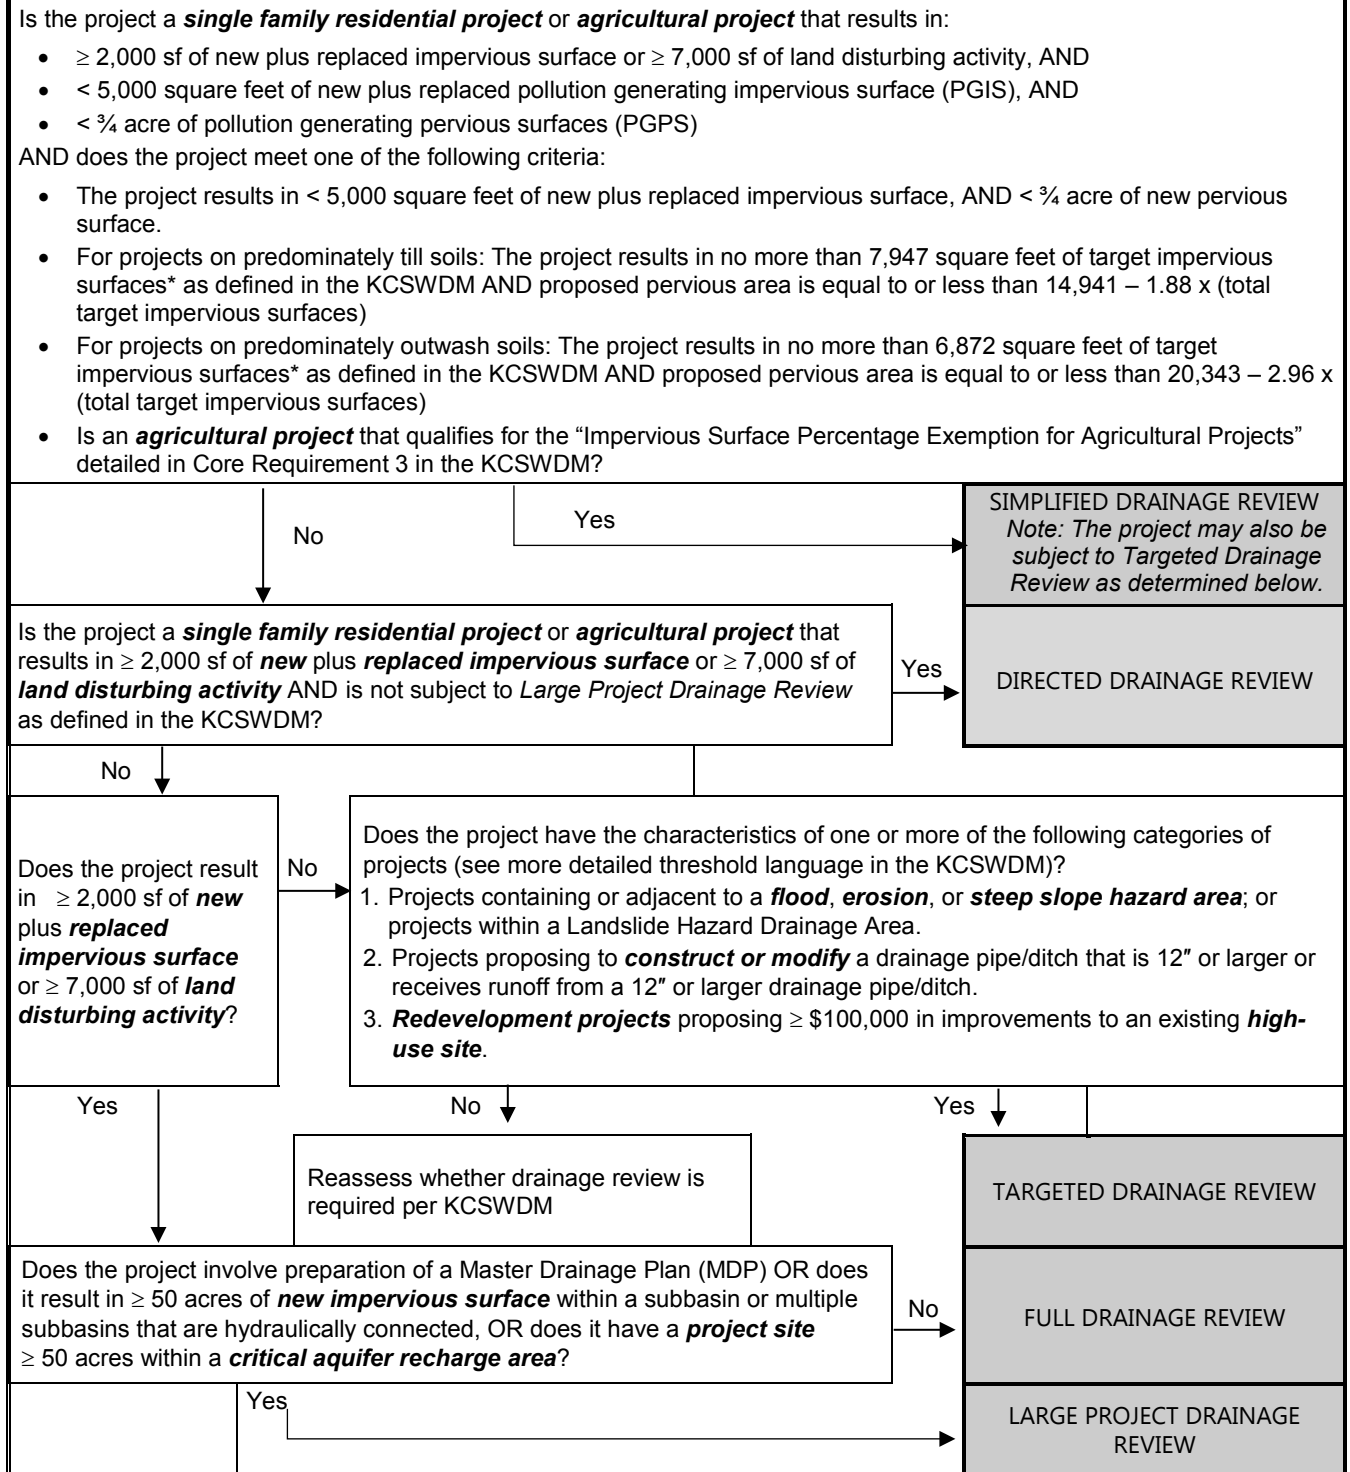 Is the project a single family residential project or agricultural project that results in:
• ≥ 2,000 sf of new plus replaced impervious surface or ≥ 7,000 sf of land disturbing activity, AND
• < 5,000 square feet of new plus replaced pollution generating impervious surface (PGIS), AND
• < ¾ acre of pollution generating pervious surfaces (PGPS)
AND does the project meet one of the following criteria:
• The project results in < 5,000 square feet of new plus replaced impervious surface, AND < ¾ acre of new pervious
surface.
• For projects on predominately till soils: The project results in no more than 7,947 square feet of target impervious
surfaces* as defined in the KCSWDM AND proposed pervious area is equal to or less than 14,941 – 1.88 x (total
target impervious surfaces)
• For projects on predominately outwash soils: The project results in no more than 6,872 square feet of target
impervious surfaces* as defined in the KCSWDM AND proposed pervious area is equal to or less than 20,343 – 2.96 x
(total target impervious surfaces)
• Is an agricultural project that qualifies for the “Impervious Surface Percentage Exemption for Agricultural Projects”
detailed in Core Requirement 3 in the KCSWDM?
No
Yes
SIMPLIFIED DRAINAGE REVIEW
Note: The project may also be
subject to Targeted Drainage
Review as determined below.
Is the project a single family residential project or agricultural project that
results in ≥ 2,000 sf of new plus replaced impervious surface or ≥ 7,000 sf of
land disturbing activity AND is not subject to Large Project Drainage Review
as defined in the KCSWDM?
Yes
DIRECTED DRAINAGE REVIEW
No
Does the project result
in ≥ 2,000 sf of new
plus replaced
impervious surface
or ≥ 7,000 sf of land
disturbing activity?
No
Does the project have the characteristics of one or more of the following categories of
projects (see more detailed threshold language in the KCSWDM)?
1. Projects containing or adjacent to a flood, erosion, or steep slope hazard area; or
projects within a Landslide Hazard Drainage Area.
2. Projects proposing to construct or modify a drainage pipe/ditch that is 12″ or larger or
receives runoff from a 12″ or larger drainage pipe/ditch.
3. Redevelopment projects proposing ≥ $100,000 in improvements to an existing high-
use site.
Yes
No
Yes
Reassess whether drainage review is
required per KCSWDM
TARGETED DRAINAGE REVIEW
Does the project involve preparation of a Master Drainage Plan (MDP) OR does
it result in ≥ 50 acres of new impervious surface within a subbasin or multiple
subbasins that are hydraulically connected, OR does it have a project site
≥ 50 acres within a critical aquifer recharge area?
No
FULL DRAINAGE REVIEW
Yes
LARGE PROJECT DRAINAGE
REVIEW